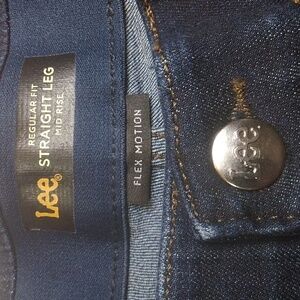 Lee®
REGULAR FIT
STRAIGHT LEG
MID RISE
FLEX MOTION
Lee